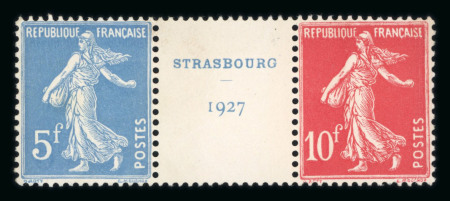 REPUBLIQUE FRANÇAISE
5f
POSTES
STRASBOURG
1927
REPUBLIQUE FRANÇAISE
10f
POSTES